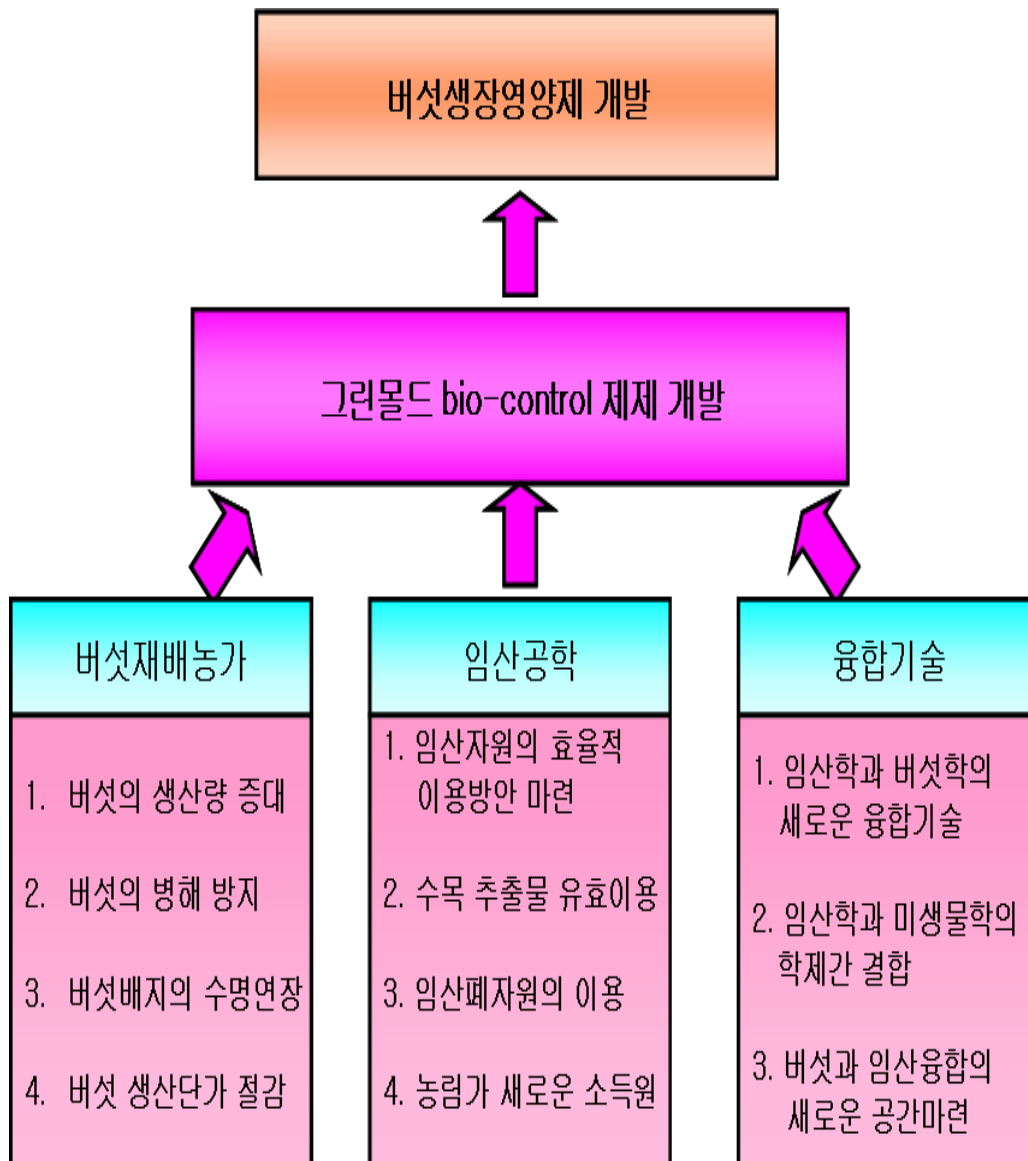 버섯생장영양제 개발
그린몰드 bio-control 제제 개발
버섯재배농가
1. 버섯의 생산량 증대
2. 버섯의 병해 방지
3. 버섯배지의 수명연장
4. 버섯 생산단가 절감
임산공학
1. 임산자원의 효율적
이용방안 마련
2. 수목 추출물 유효이용
3. 임산폐자원의 이용
4. 농림가 새로운 소득원
융합기술
1. 임산학과 버섯학의
새로운 융합기술
2. 임산학과 미생물학의
학제간 결합
3. 버섯과 임산융합의
새로운 공간마련